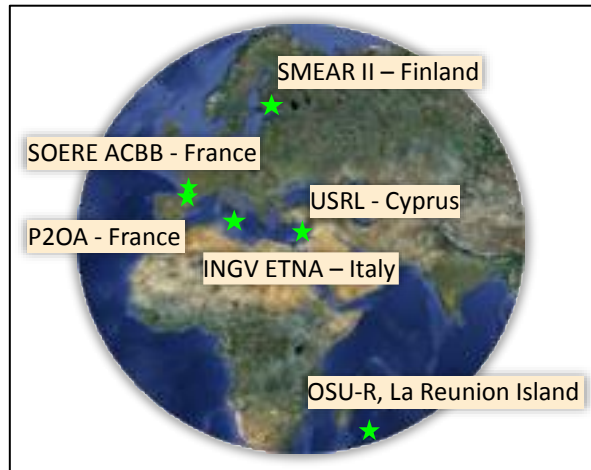 SMEAR II – Finland
SOERE ACBB - France
USRL - Cyprus
P2OA - France
INGV ETNA – Italy
OSU-R, La Reunion Island